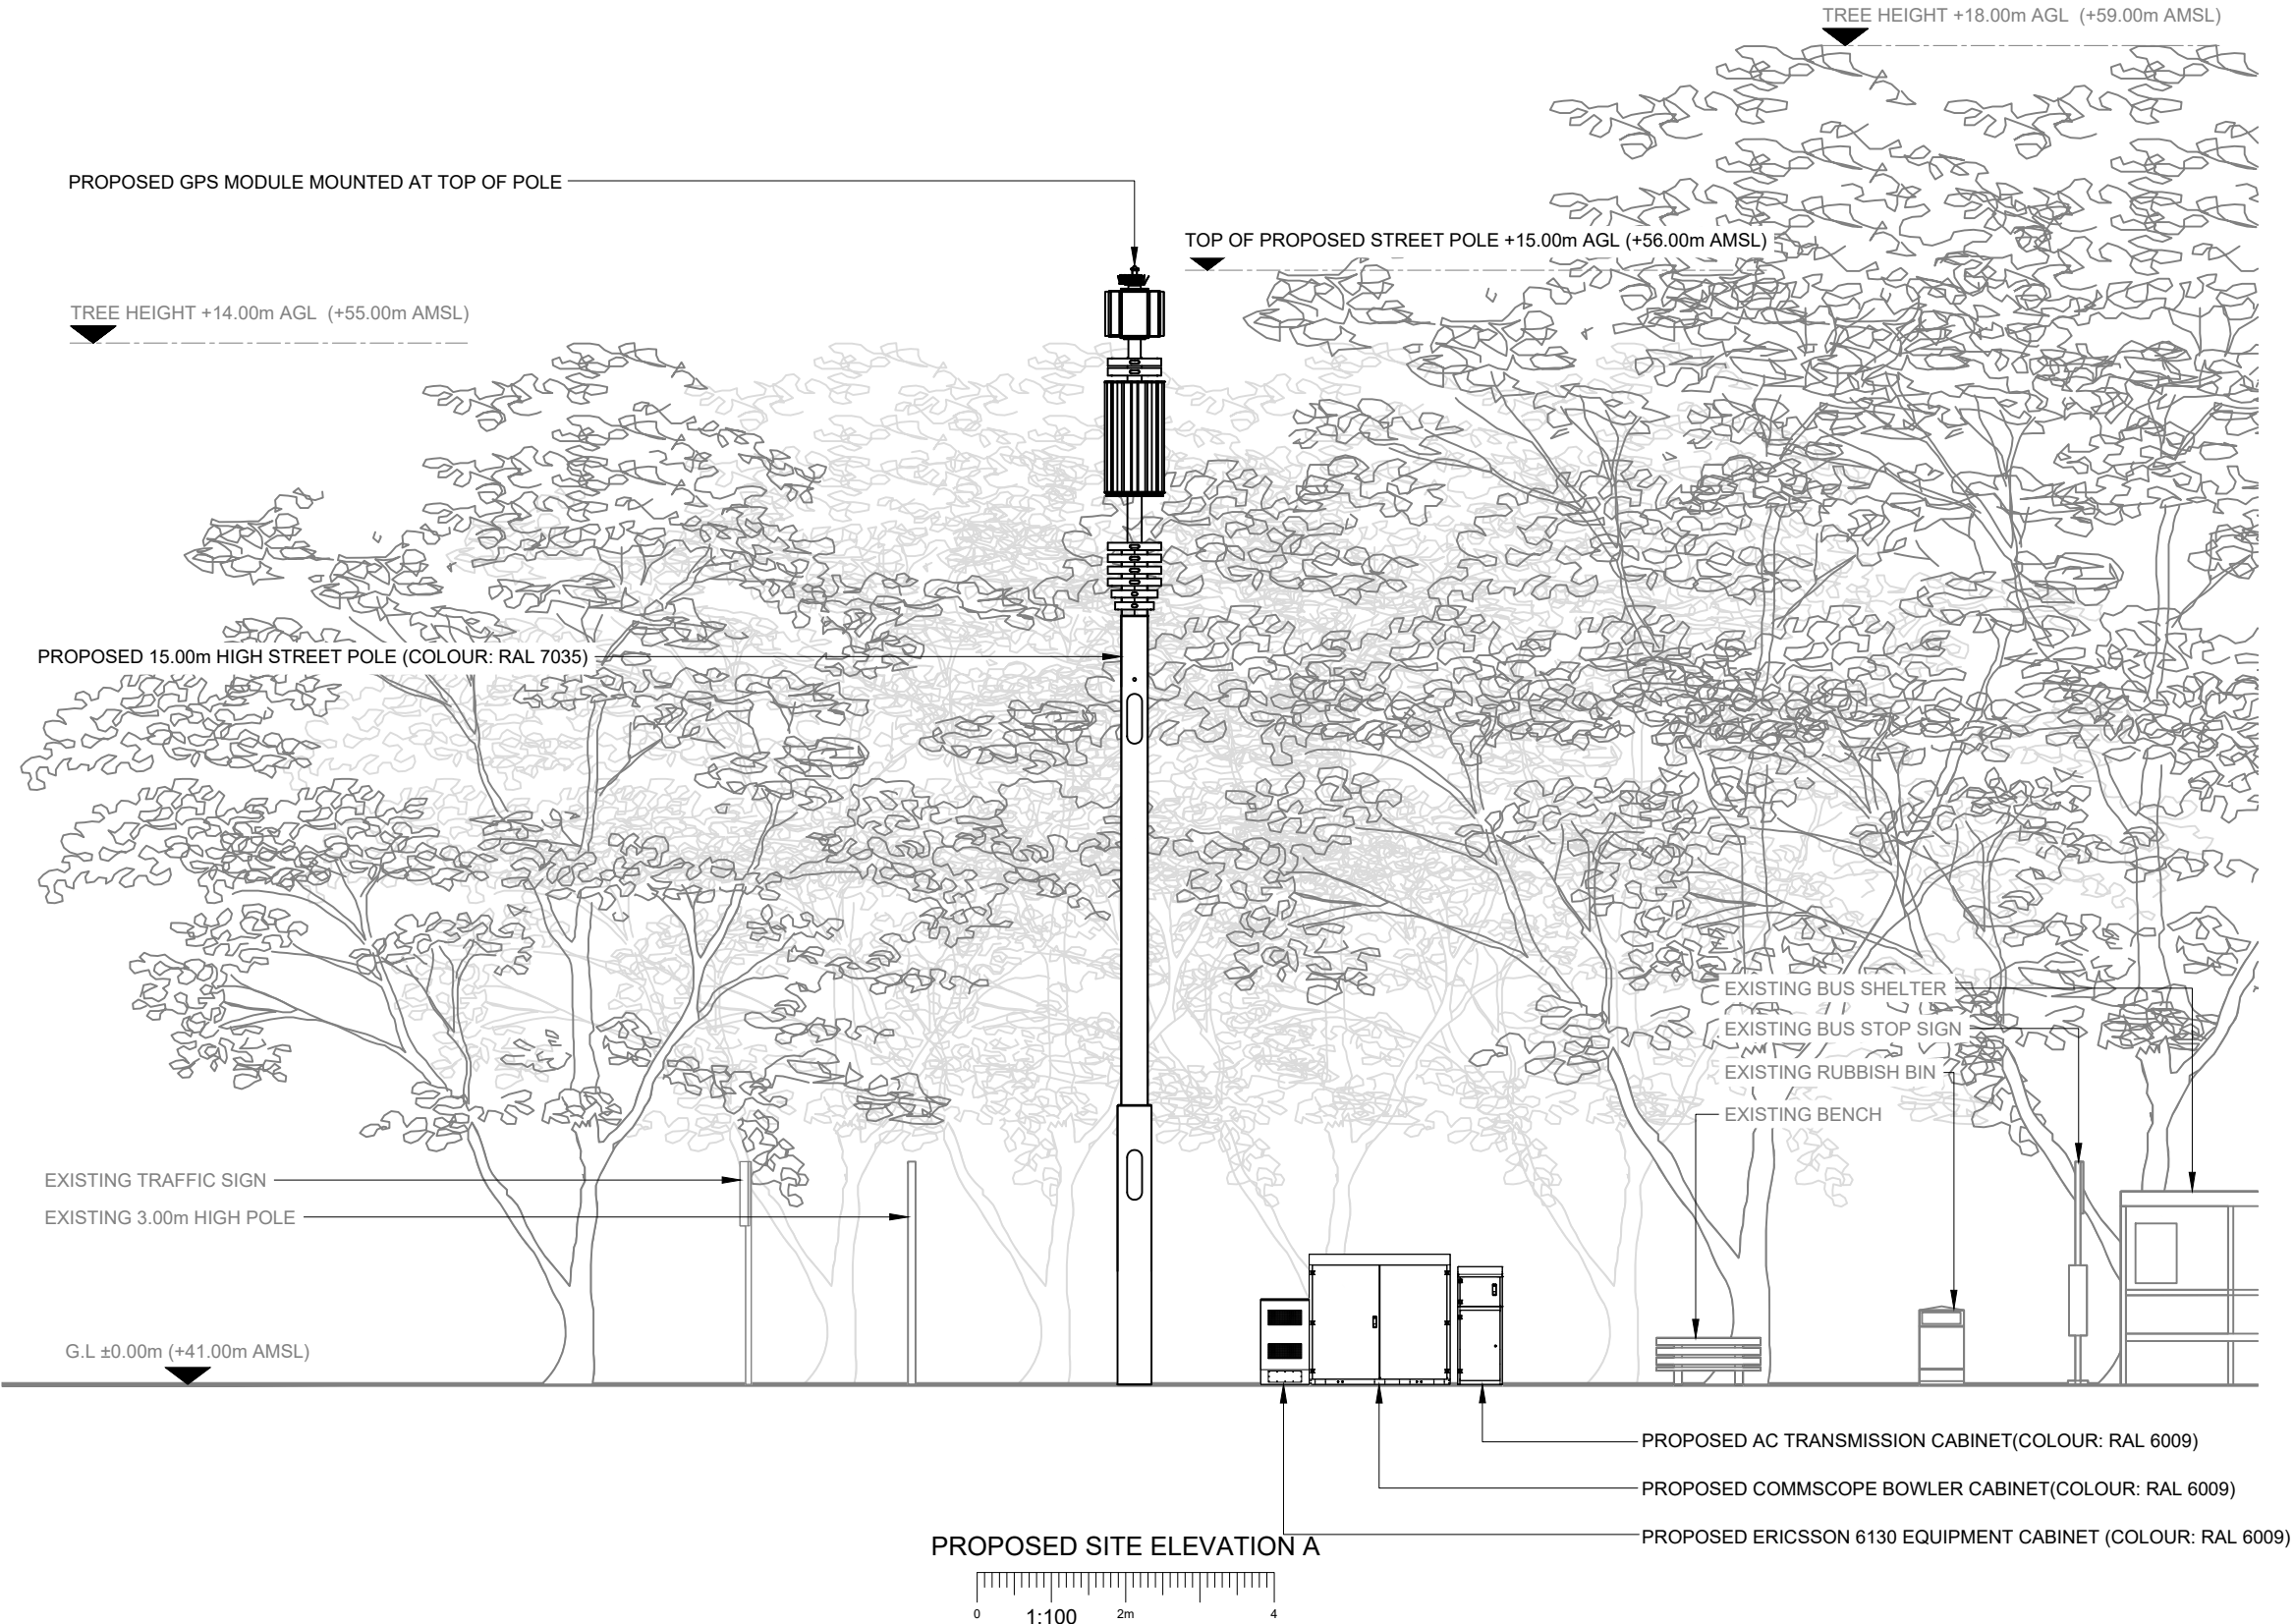 TREE HEIGHT +18.00m AGL  (+59.00m AMSL)
PROPOSED GPS MODULE MOUNTED AT TOP OF POLE
TOP OF PROPOSED STREET POLE +15.00m AGL (+56.00m AMSL)
TREE HEIGHT +14.00m AGL  (+55.00m AMSL)
PROPOSED 15.00m HIGH STREET POLE (COLOUR: RAL 7035)
EXISTING BUS SHELTER
EXISTING BUS STOP SIGN
EXISTING RUBBISH BIN
EXISTING BENCH
EXISTING TRAFFIC SIGN
EXISTING 3.00m HIGH POLE
G.L ±0.00m (+41.00m AMSL)
PROPOSED AC TRANSMISSION CABINET(COLOUR: RAL 6009)
PROPOSED COMMSCOPE BOWLER CABINET(COLOUR: RAL 6009)
PROPOSED ERICSSON 6130 EQUIPMENT CABINET (COLOUR: RAL 6009)
PROPOSED SITE ELEVATION A
0 1:100 2m 4